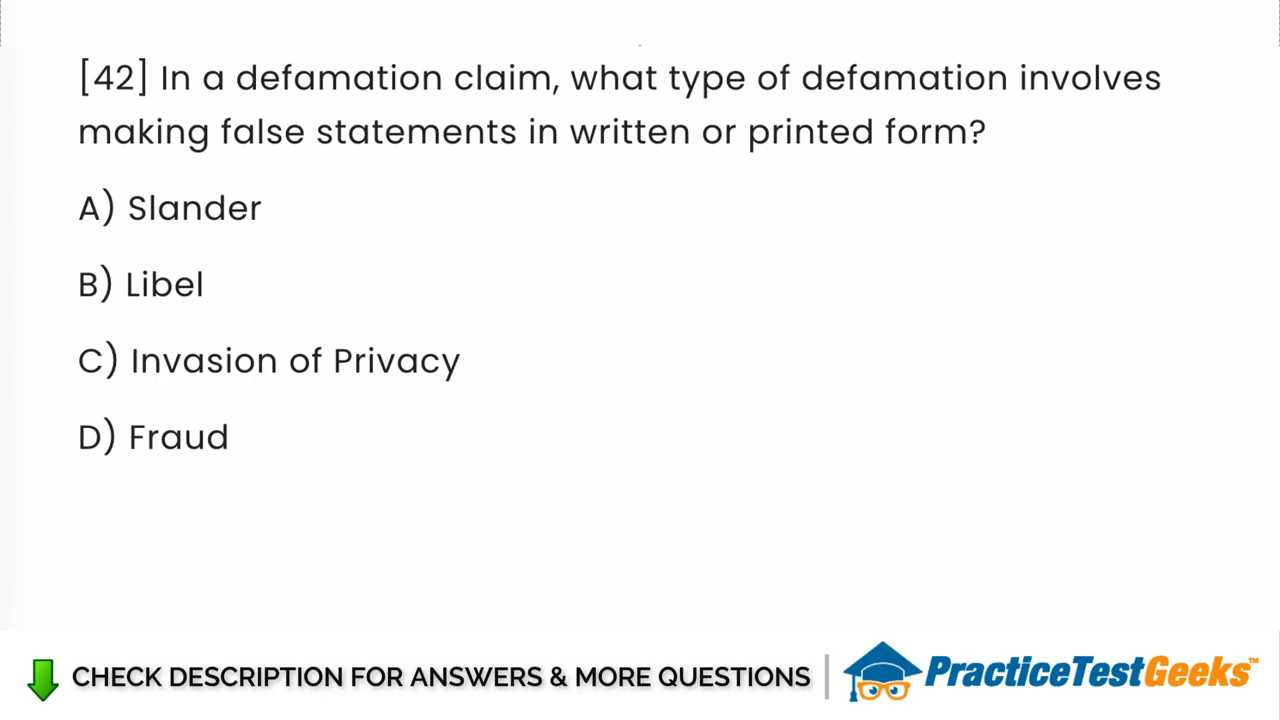 [42] In a defamation claim, what type of defamation involves
making false statements in written or printed form?
A) Slander
B) Libel
C) Invasion of Privacy
D) Fraud
CHECK DESCRIPTION FOR ANSWERS & MORE QUESTIONS
PracticeTestGeeks™